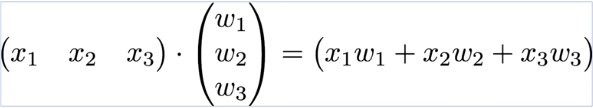 (x₁ x₂ x₃) · (w₁ w₂ w₃) = (x₁w₁ + x₂w₂ + x₃w₃)